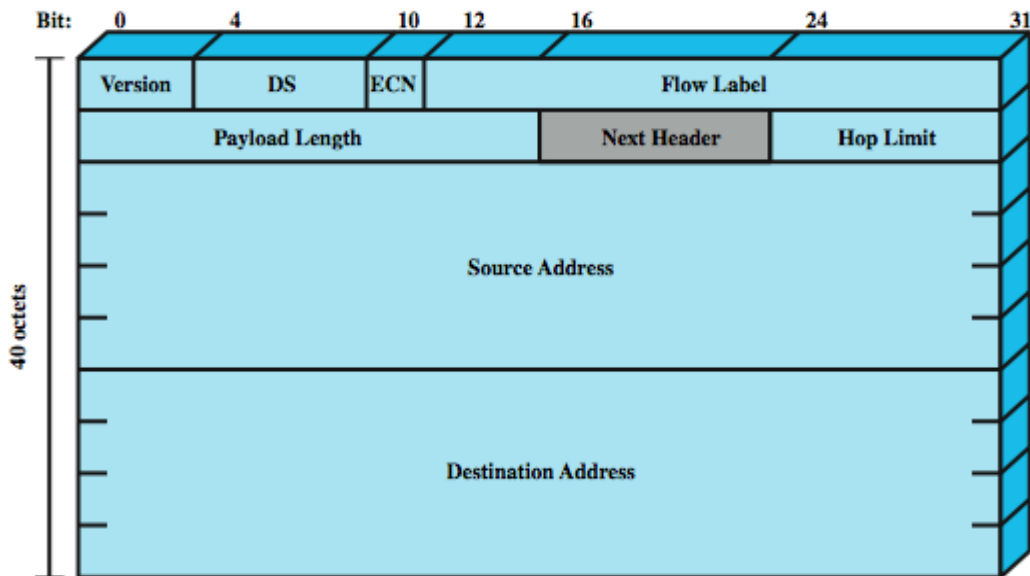 Bit: 0 4 10 12 16 24 31
Version DS ECN Flow Label
Payload Length Next Header Hop Limit
Source Address
40 octets
Destination Address